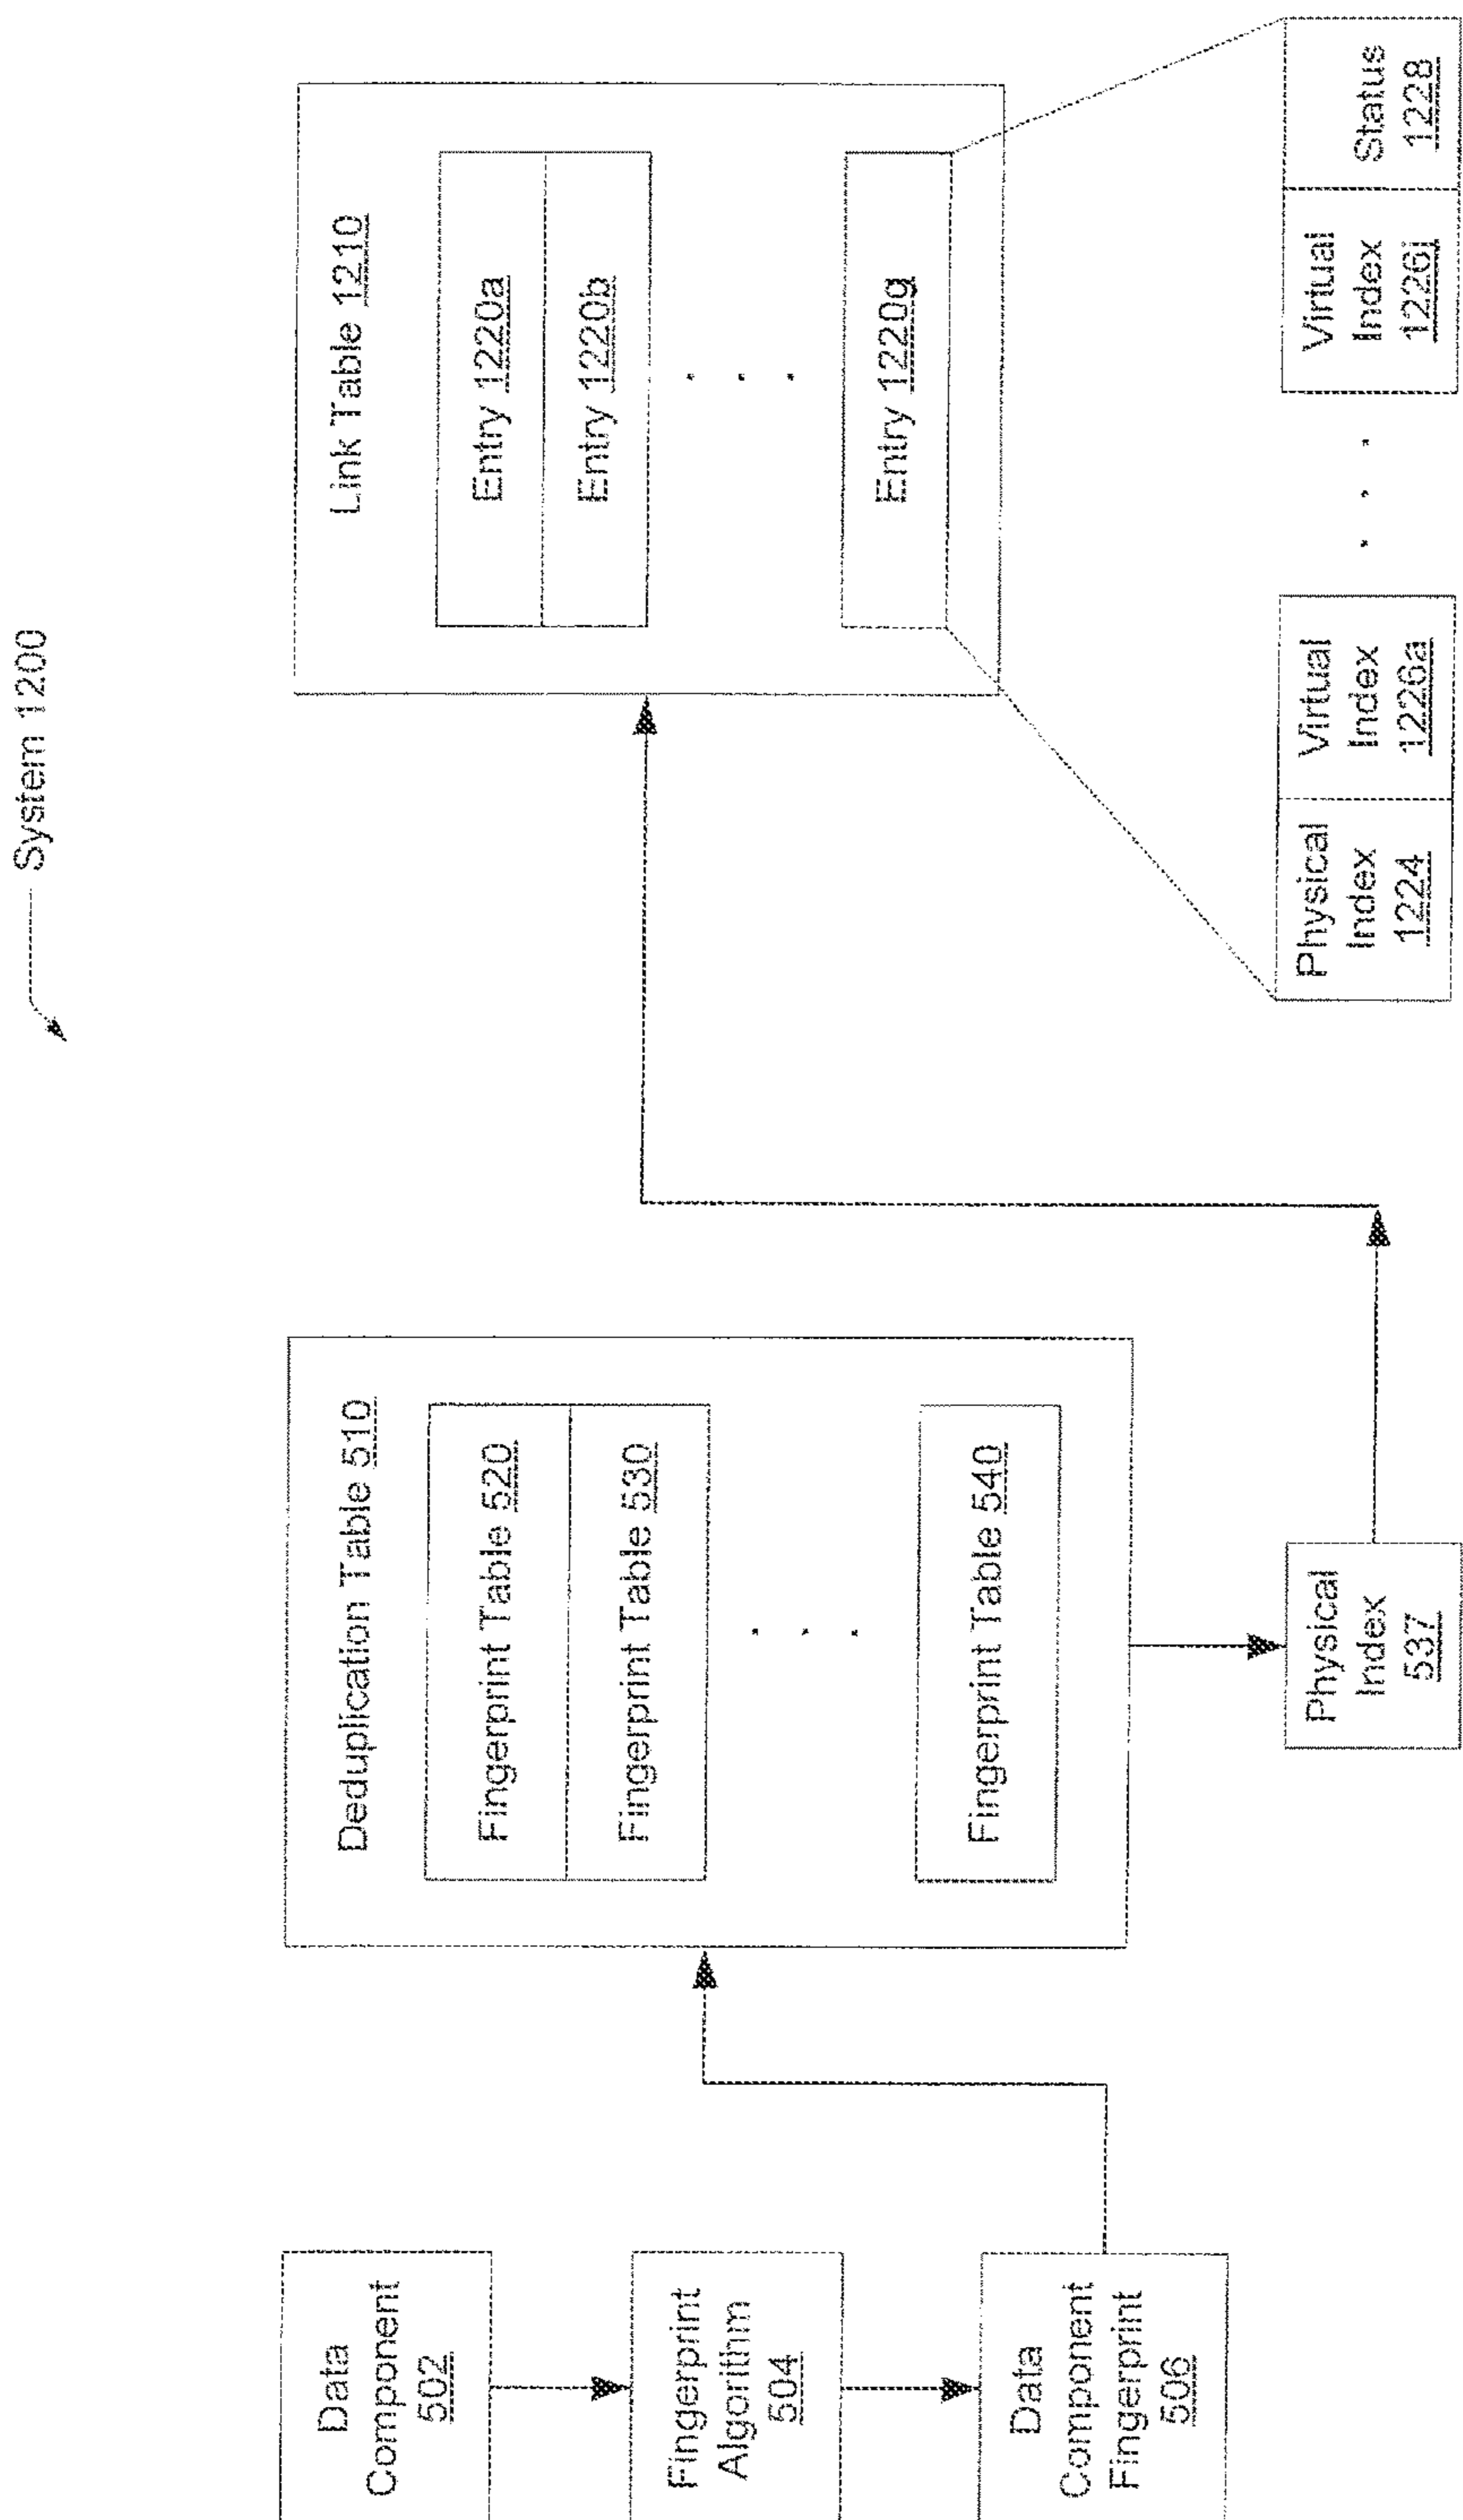 System 1200
Data
Component
502
Fingerprint
Algorithm
504
Data
Component
Fingerprint
506
Deduplication Table 510
Fingerprint Table 520
Fingerprint Table 530
. . .
Fingerprint Table 540
Physical
Index
537
Link Table 1210
Entry 1220a
Entry 1220b
. . .
Entry 1220g
Physical
Index
1224
Virtual
Index
1226a
. . .
Virtual
Index
1226j
Status
1228